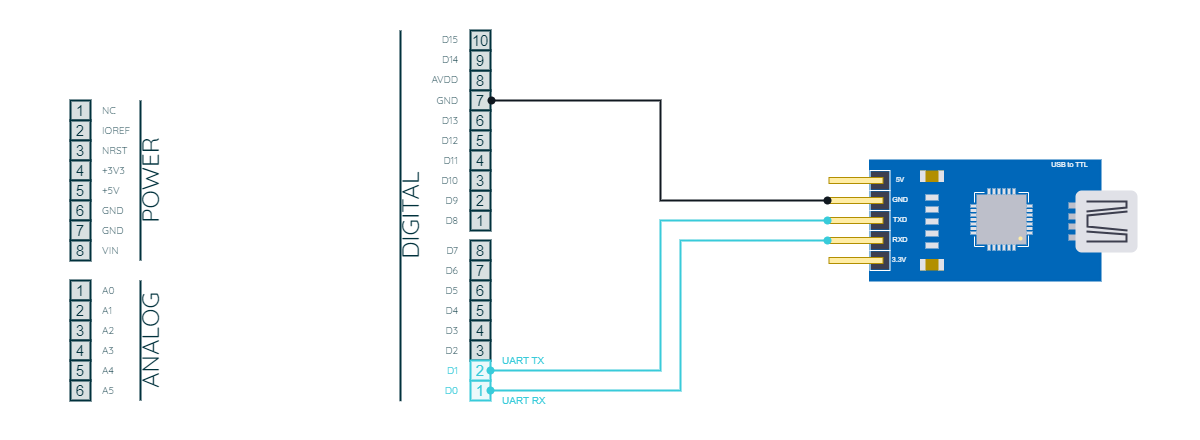 1 NC
2 IOREF
3 NRST
4 +3V3
5 +5V
6 GND
7 GND
8 VIN
POWER
1 A0
2 A1
3 A2
4 A3
5 A4
6 A5
ANALOG
DIGITAL
D15 10
D14 9
AVDD 8
GND 7
D13 6
D12 5
D11 4
D10 3
D9 2
D8 1
D7 8
D6 7
D5 6
D4 5
D3 4
D2 3
D1 2
D0 1
UART TX
UART RX
USB to TTL
5V
GND
TXD
RXD
3.3V